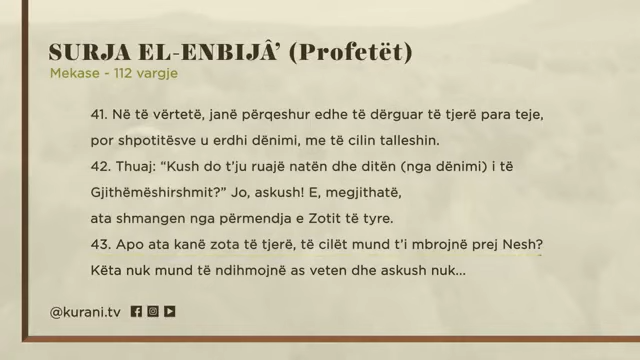 SURJA EL-ENBIJÂ’ (Profetët)
Mekase - 112 vargje
41. Në të vërtetë, janë përqeshur edhe të dërguar të tjerë para teje,
por shpotitësve u erdhi dënimi, me të cilin talleshin.
42. Thuaj: “Kush do t’ju ruajë natën dhe ditën (nga dënimi) i të
Gjithëmëshirshmit?” Jo, askush! E, megjithatë,
ata shmangen nga përmendja e Zotit të tyre.
43. Apo ata kanë zota të tjerë, të cilët mund t’i mbrojnë prej Nesh?
Këta nuk mund të ndihmojnë as veten dhe askush nuk...
@kurani.tv